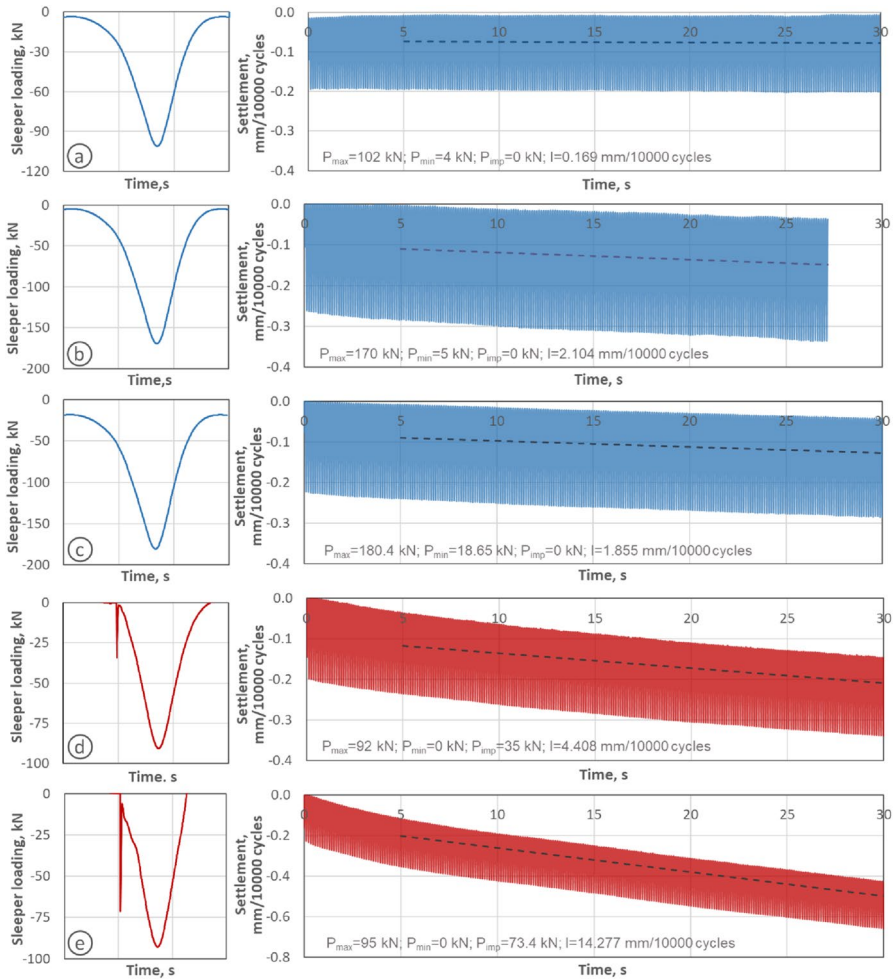 Sleeper loading, kN
0
-30
-60
-90
-120
a
Time,s
Settlement,
mm/10000 cycles
0.0
-0.1
-0.2
-0.3
-0.4
0 5 10 15 20 25 30
Pmax=102 kN; Pmin=4 kN; Pimp=0 kN; I=0.169 mm/10000 cycles
Time, s
Sleeper loading, kN
0
-50
-100
-150
-200
b
Time,s
Settlement,
mm/10000 cycles
0.0
-0.1
-0.2
-0.3
-0.4
0 5 10 15 20 25 30
Pmax=170 kN; Pmin=5 kN; Pimp=0 kN; I=2.104 mm/10000 cycles
Time, s
Sleeper loading, kN
0
-50
-100
-150
-200
c
Time, s
Settlement,
mm/10000 cycles
0.0
-0.1
-0.2
-0.3
-0.4
0 5 10 15 20 25 30
Pmax=180.4 kN; Pmin=18.65 kN; Pimp=0 kN; I=1.855 mm/10000 cycles
Time, s
Sleeper loading, kN
0
-25
-50
-75
-100
d
Time. s
Settlement,
mm/10000 cycles
0.0
-0.1
-0.2
-0.3
-0.4
0 5 10 15 20 25 30
Pmax=92 kN; Pmin=0 kN; Pimp=35 kN; I=4.408 mm/10000 cycles
Time, s
Sleeper loading, kN
0
-25
-50
-75
-100
e
Settlement,
mm/10000 cycles
0.0
-0.2
-0.4
-0.6
-0.8
0 5 10 15 20 25 30
Pmax=95 kN; Pmin=0 kN; Pimp=73.4 kN; I=14.277 mm/10000 cycles